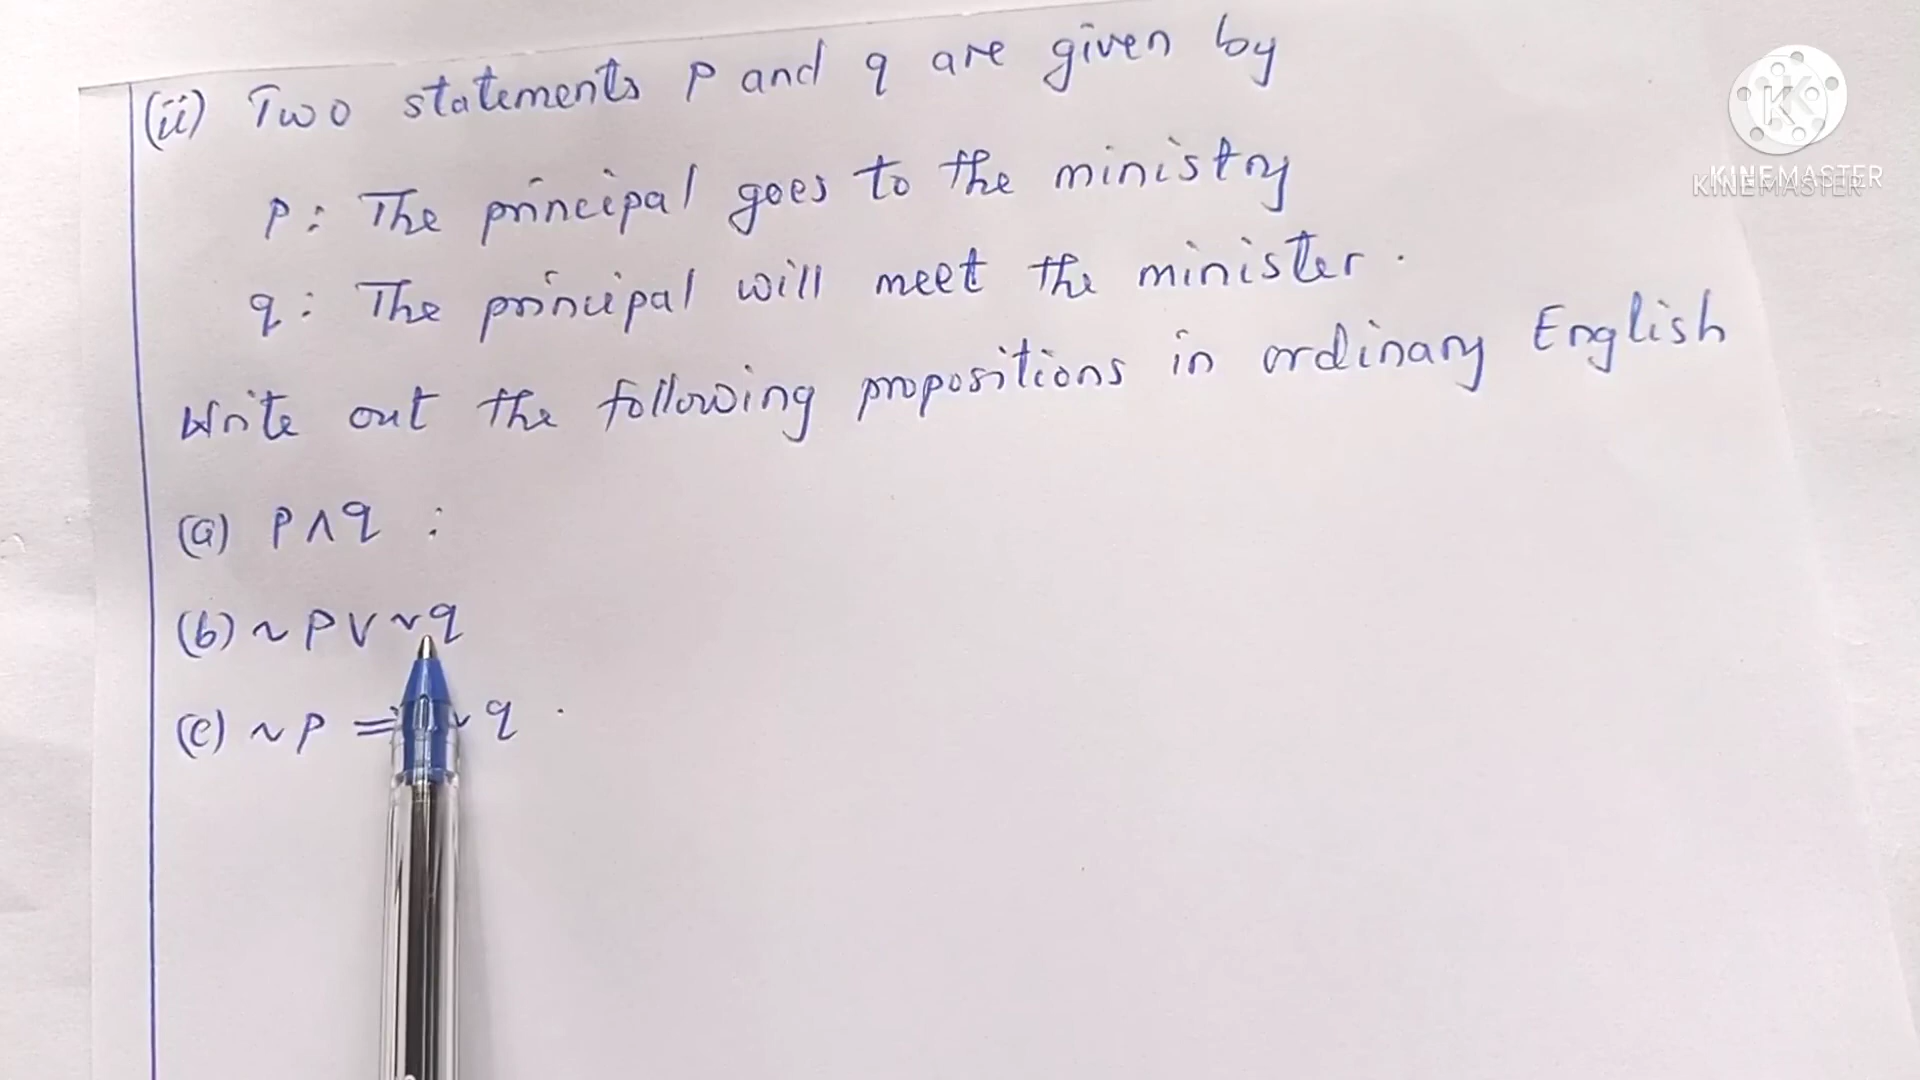 (ii) Two statements p and q are given by
p: The principal goes to the ministry
q: The principal will meet the minister.
Write out the following propositions in ordinary English
(a) p ∧ q :
(b) ~ p ∨ ~ q
(c) ~ p = ~ q .
KINEMASTER
KINEMASTER